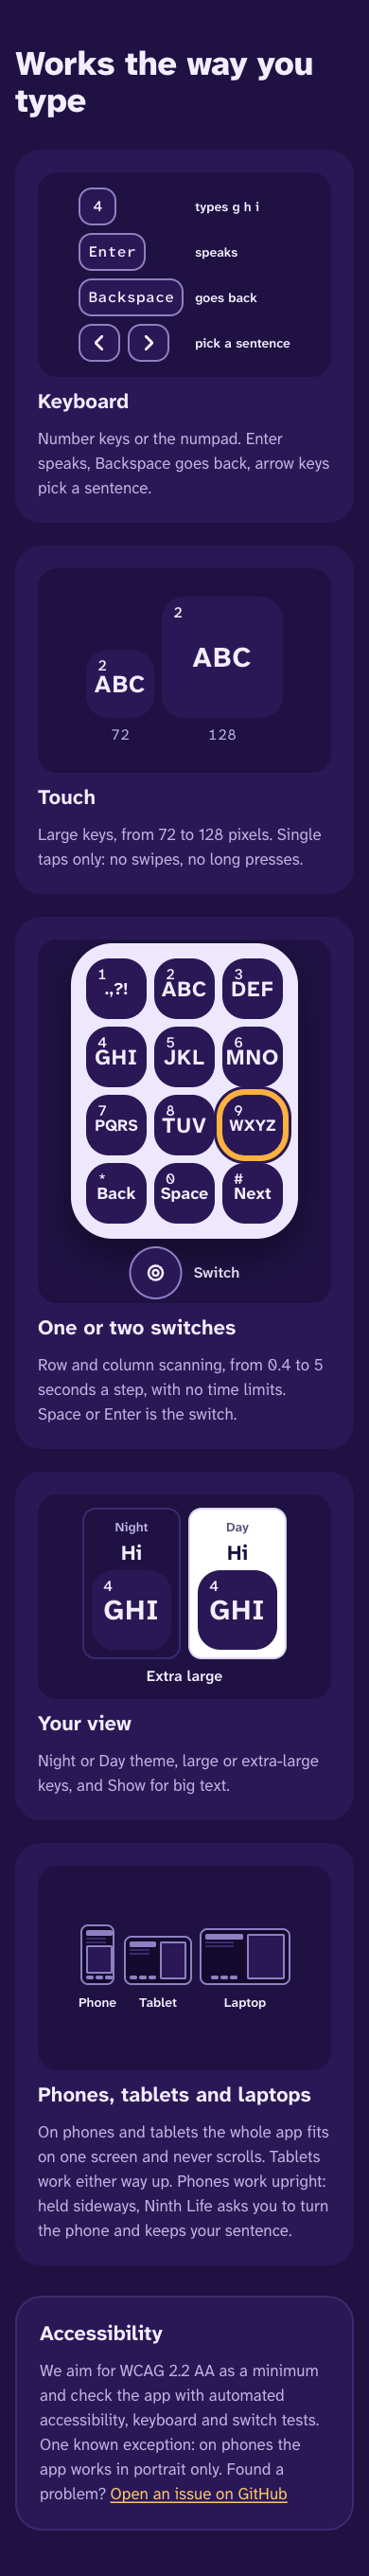 Works the way you
type
4 types g h i
Enter speaks
Backspace goes back
pick a sentence
Keyboard
Number keys or the numpad. Enter
speaks, Backspace goes back, arrow keys
pick a sentence.
2
ABC
2
ABC
72 128
Touch
Large keys, from 72 to 128 pixels. Single
taps only: no swipes, no long presses.
1 2 3
.,?! ABC DEF
4 5 6
GHI JKL MNO
7 8 9
PQRS TUV WXYZ
* 0 #
Back Space Next
Switch
One or two switches
Row and column scanning, from 0.4 to 5
seconds a step, with no time limits.
Space or Enter is the switch.
Night Day
Hi Hi
4 4
GHI GHI
Extra large
Your view
Night or Day theme, large or extra-large
keys, and Show for big text.
Phone Tablet Laptop
Phones, tablets and laptops
On phones and tablets the whole app fits
on one screen and never scrolls. Tablets
work either way up. Phones work upright:
held sideways, Ninth Life asks you to turn
the phone and keeps your sentence.
Accessibility
We aim for WCAG 2.2 AA as a minimum
and check the app with automated
accessibility, keyboard and switch tests.
One known exception: on phones the
app works in portrait only. Found a
problem? Open an issue on GitHub